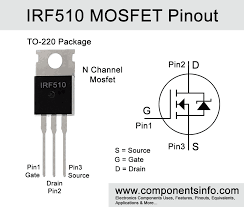 IRF510 MOSFET Pinout
TO-220 Package
IRF510
N Channel
Mosfet
Pin1
Gate
Drain
Pin2
Pin3
Source
Pin2
D
Pin1
G
S
Pin3
S = Source
G = Gate
D = Drain
www.componentsinfo.com
Electronics Components Uses, Features, Pinouts, Equivalents,
Applications & More...